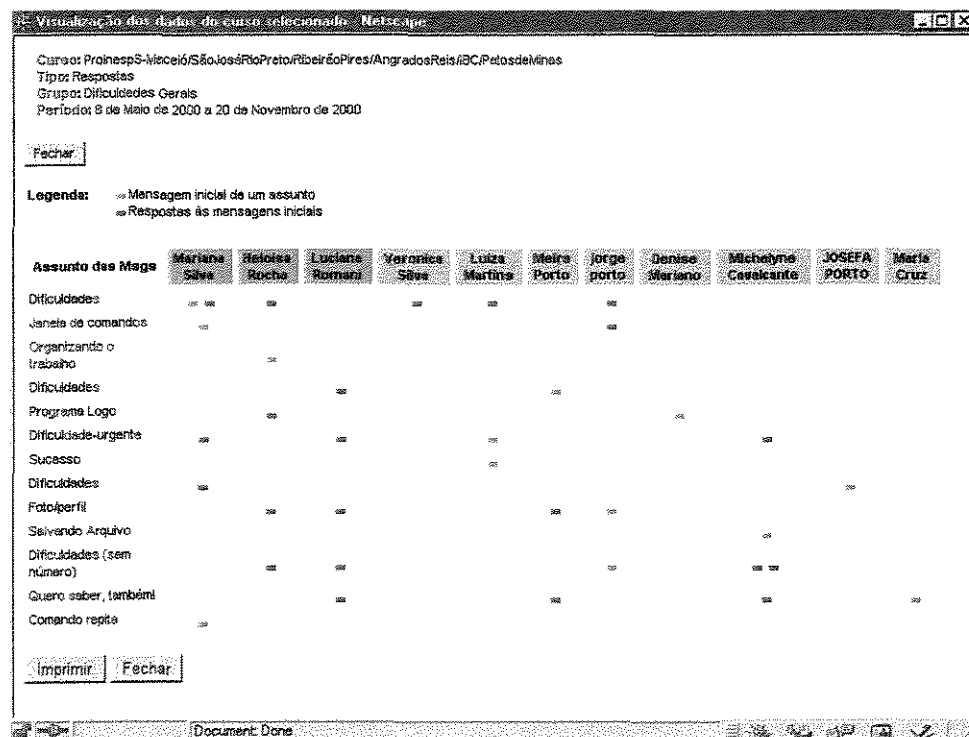 Visualização dos dados do curso selecionado - Netscape
Curso: Proinesp5-Maceió/SãoJoséRioPreto/RibeirãoPires/AngradosReis/IBC/PatosdeMinas
Tipo: Respostas
Grupo: Dificuldades Gerais
Período: 8 de Maio de 2000 a 20 de Novembro de 2000
Fechar
Legenda: Mensagem inicial de um assunto
Respostas às mensagens iniciais
Assunto das Msgs Mariana Silva Heloisa Rocha Luciana Romani Veronica Silva Luiza Martins Meire Porto jorge porto Denise Mariano Michelyne Cavalcante JOSEFA PORTO Maria Cruz
Dificuldades
Janela de comandos
Organizando o
trabalho
Dificuldades
Programa Logo
Dificuldade-urgente
Sucesso
Dificuldades
Foto/perfil
Salvando Arquivo
Dificuldades (sem
número)
Quero saber, também!
Comando repita
Imprimir Fechar
Document: Done